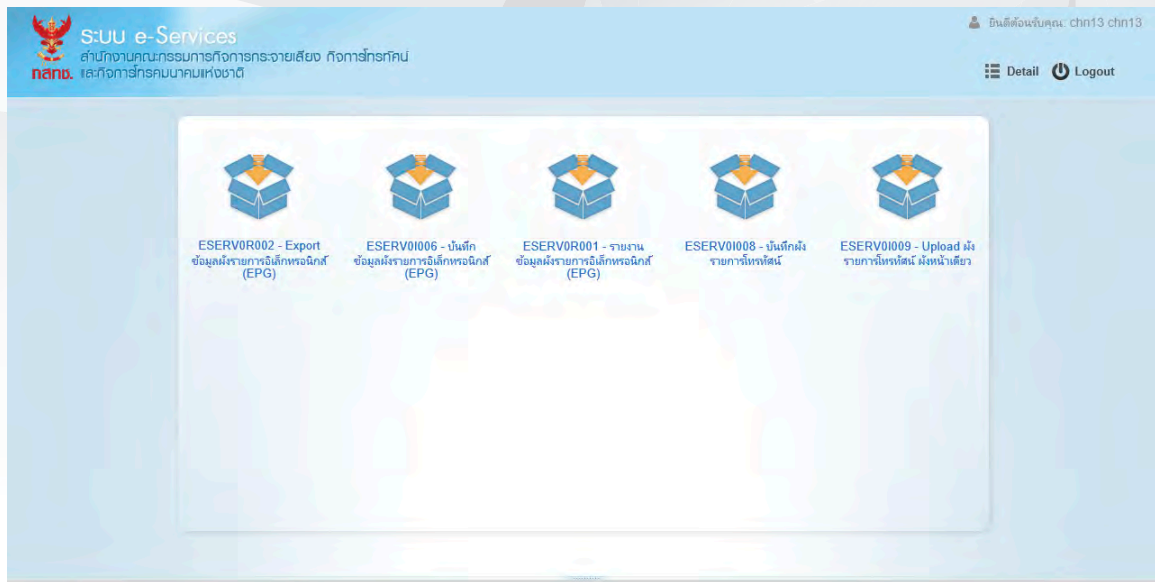 ระบบ e-Services
สำนักงานคณะกรรมการกิจการกระจายเสียง กิจการโทรทัศน์
กสทช. และกิจการโทรคมนาคมแห่งชาติ
ยินดีต้อนรับคุณ: chn13 chn13
Detail Logout
ESERV0R002 - Export
ข้อมูลผังรายการอิเล็กทรอนิกส์
(EPG)
ESERV0I006 - บันทึก
ข้อมูลผังรายการอิเล็กทรอนิกส์
(EPG)
ESERV0R001 - รายงาน
ข้อมูลผังรายการอิเล็กทรอนิกส์
(EPG)
ESERV0I008 - บันทึกผัง
รายการโทรทัศน์
ESERV0I009 - Upload ผัง
รายการโทรทัศน์ ผังหน้าเดียว